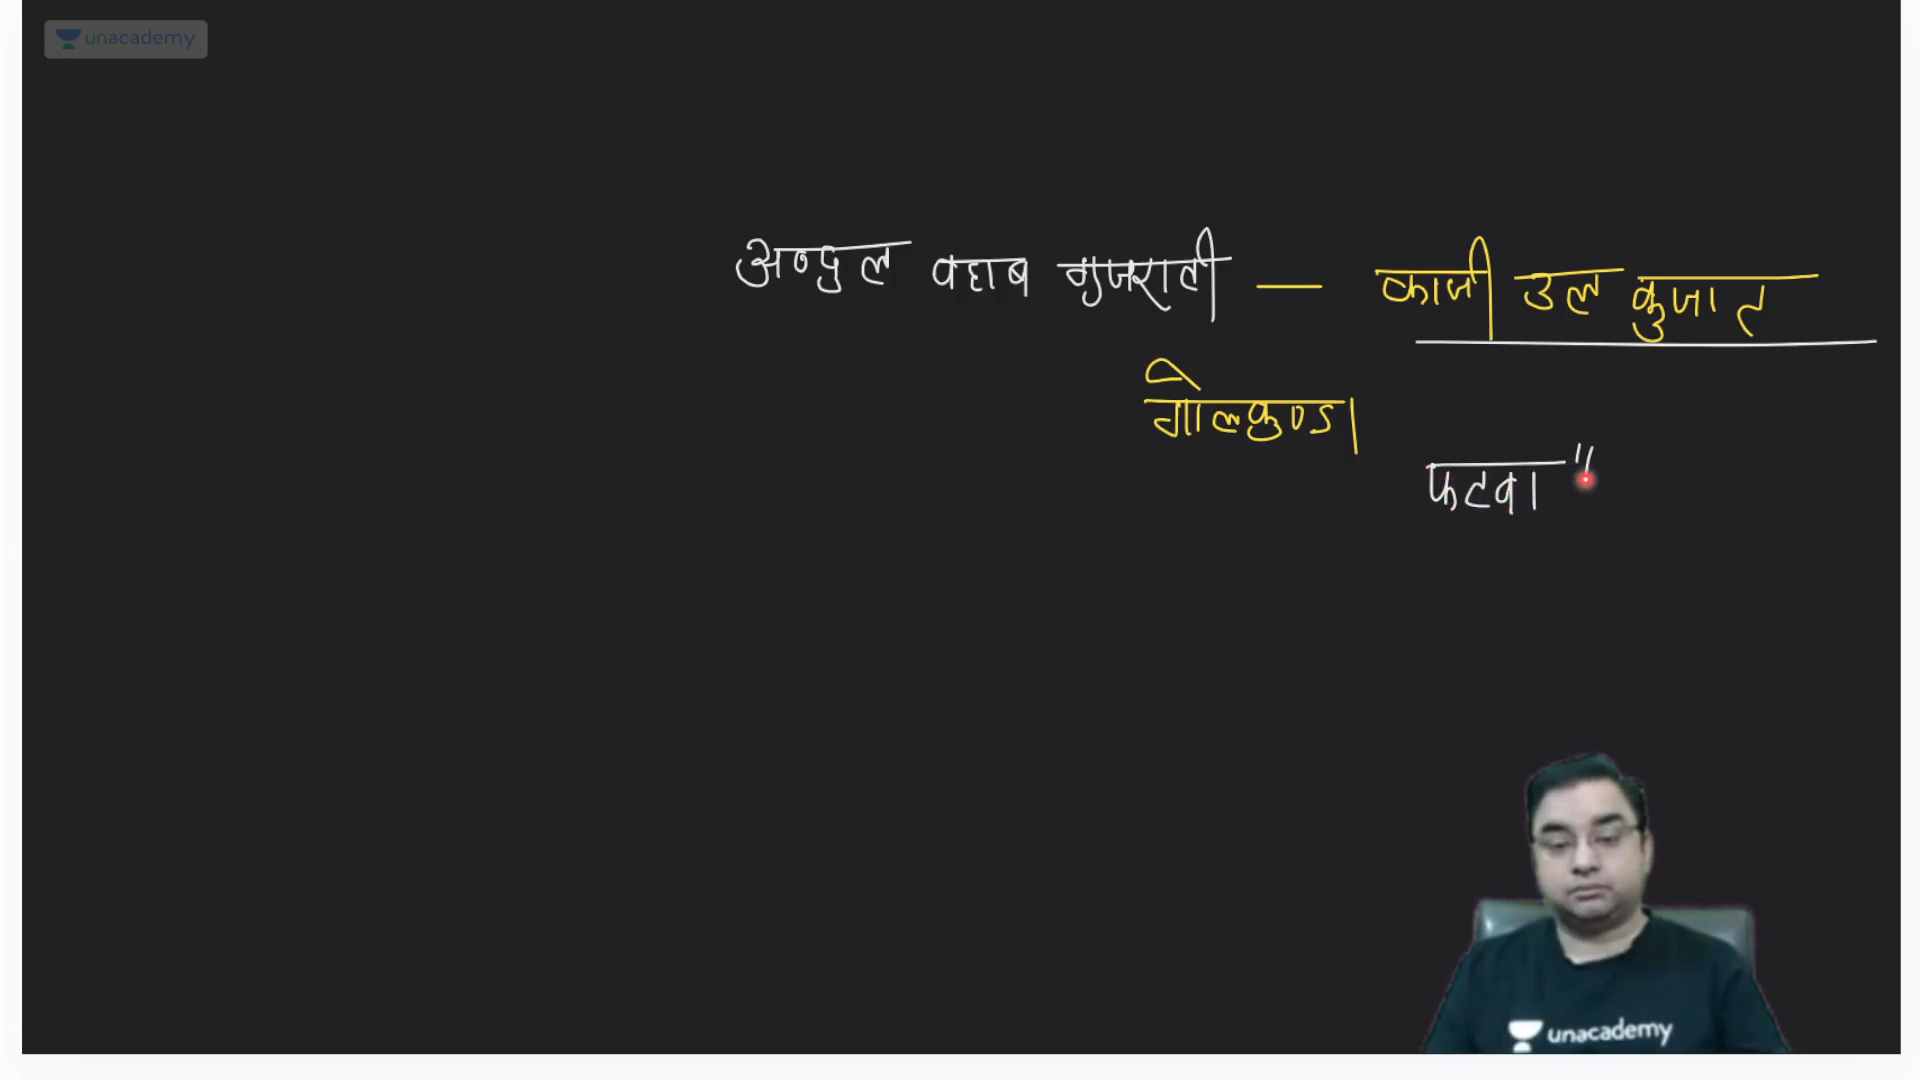 unacademy
अब्दुल वहाब गुजराती — काजी उल कुजात
गोलकुण्डा
फतवा "
unacademy